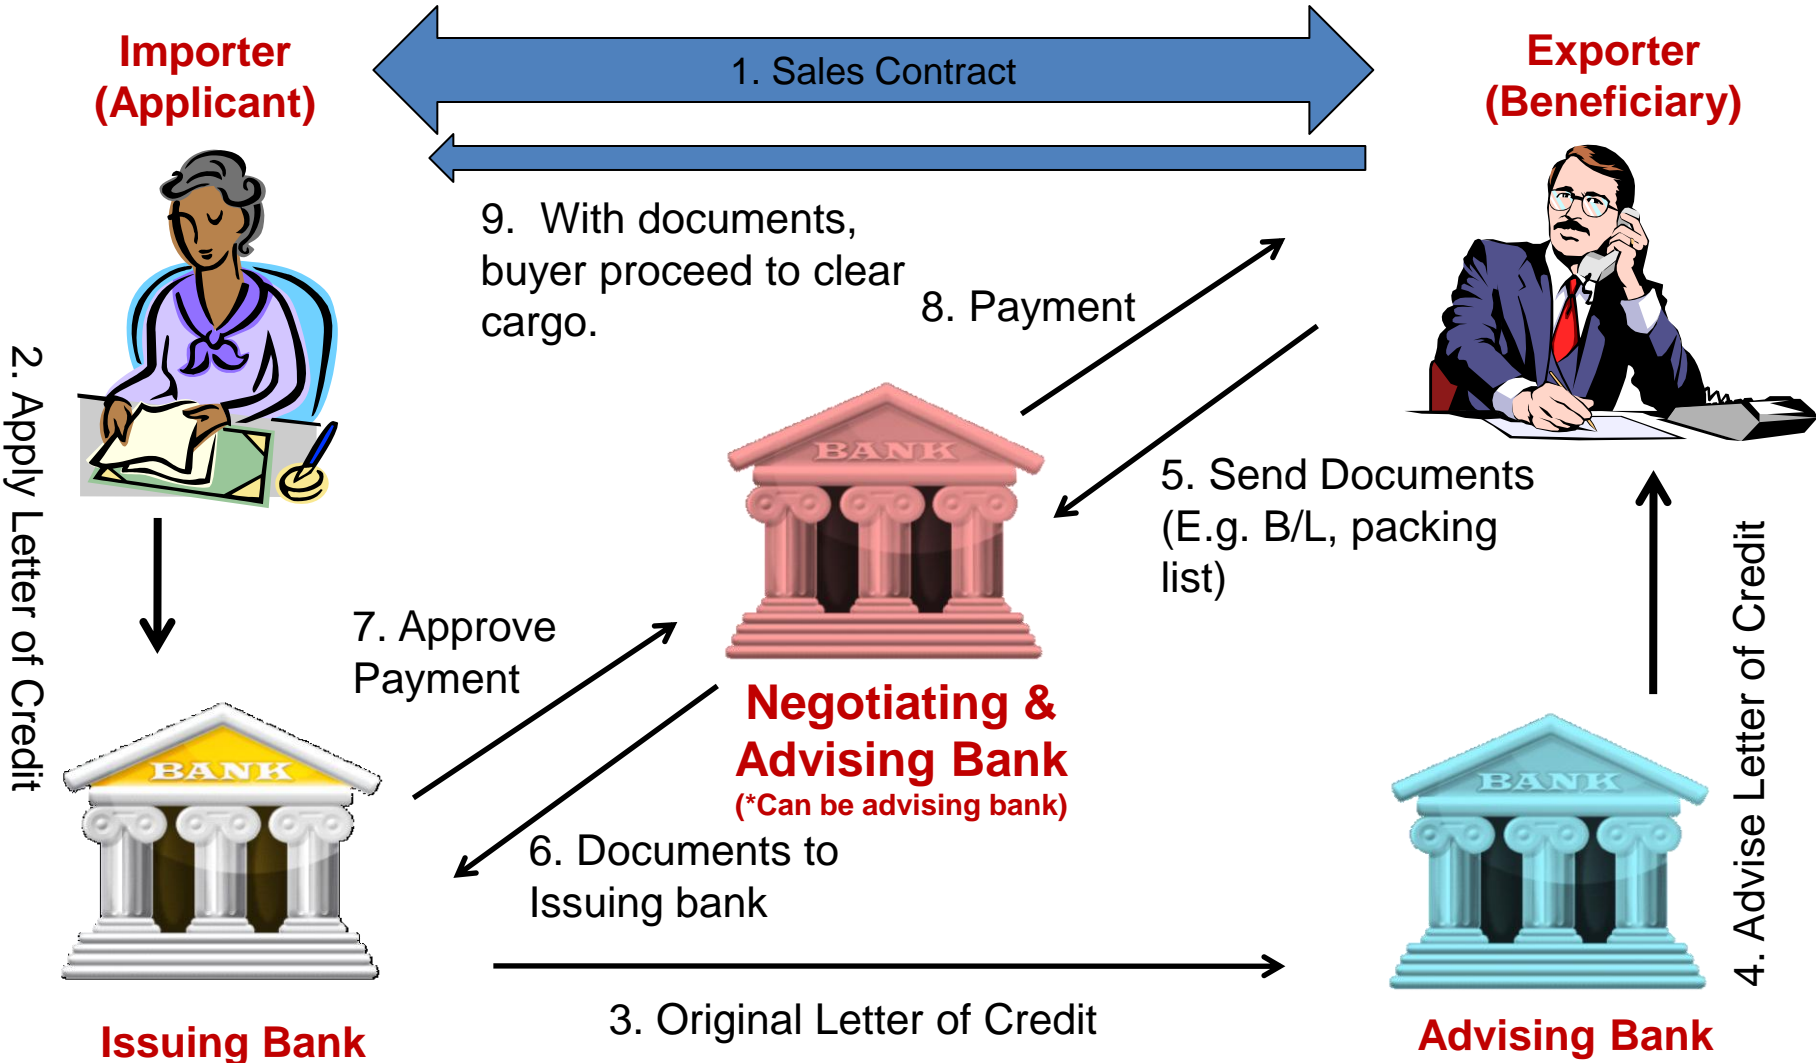 Importer
(Applicant)
1. Sales Contract
Exporter
(Beneficiary)
9.  With documents,
buyer proceed to clear
cargo.
8. Payment
2. Apply Letter of Credit
BANK
5. Send Documents
(E.g. B/L, packing
list)
7. Approve
Payment
Negotiating &
Advising Bank
(*Can be advising bank)
4. Advise Letter of Credit
BANK
BANK
6. Documents to
Issuing bank
3. Original Letter of Credit
Issuing Bank
Advising Bank